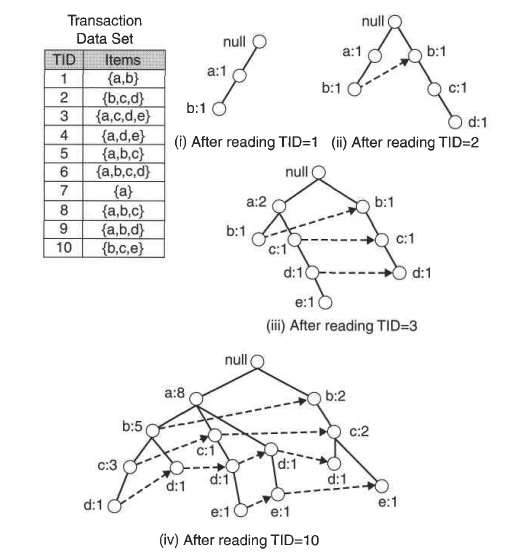 Transaction
Data Set
TID Items
1 {a,b}
2 {b,c,d}
3 {a,c,d,e}
4 {a,d,e}
5 {a,b,c}
6 {a,b,c,d}
7 {a}
8 {a,b,c}
9 {a,b,d}
10 {b,c,e}
null
a:1
b:1
(i) After reading TID=1
null
a:1 b:1
b:1 c:1
d:1
(ii) After reading TID=2
null
a:2 b:1
b:1 c:1 c:1
d:1 d:1
e:1
(iii) After reading TID=3
null
a:8 b:2
b:5 c:1 c:2
c:3 d:1 d:1 d:1 d:1
d:1 e:1 e:1 e:1
(iv) After reading TID=10